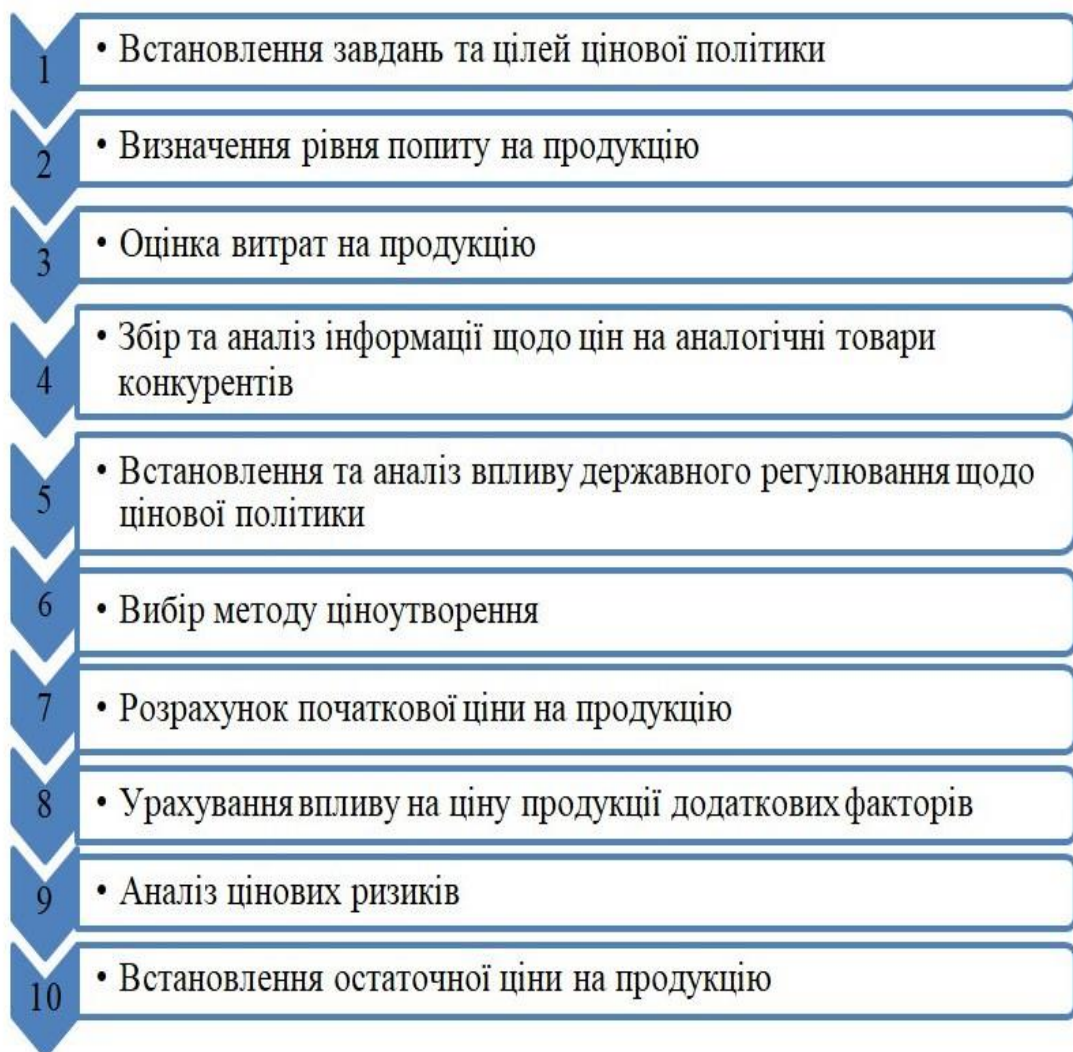 1
• Встановлення завдань та цілей цінової політики
2
• Визначення рівня попиту на продукцію
3
• Оцінка витрат на продукцію
4
• Збір та аналіз інформації щодо цін на аналогічні товари
конкурентів
5
• Встановлення та аналіз впливу державного регулювання щодо
цінової політики
6
• Вибір методу ціноутворення
7
• Розрахунок початкової ціни на продукцію
8
• Урахування впливу на ціну продукції додаткових факторів
9
• Аналіз цінових ризиків
10
• Встановлення остаточної ціни на продукцію